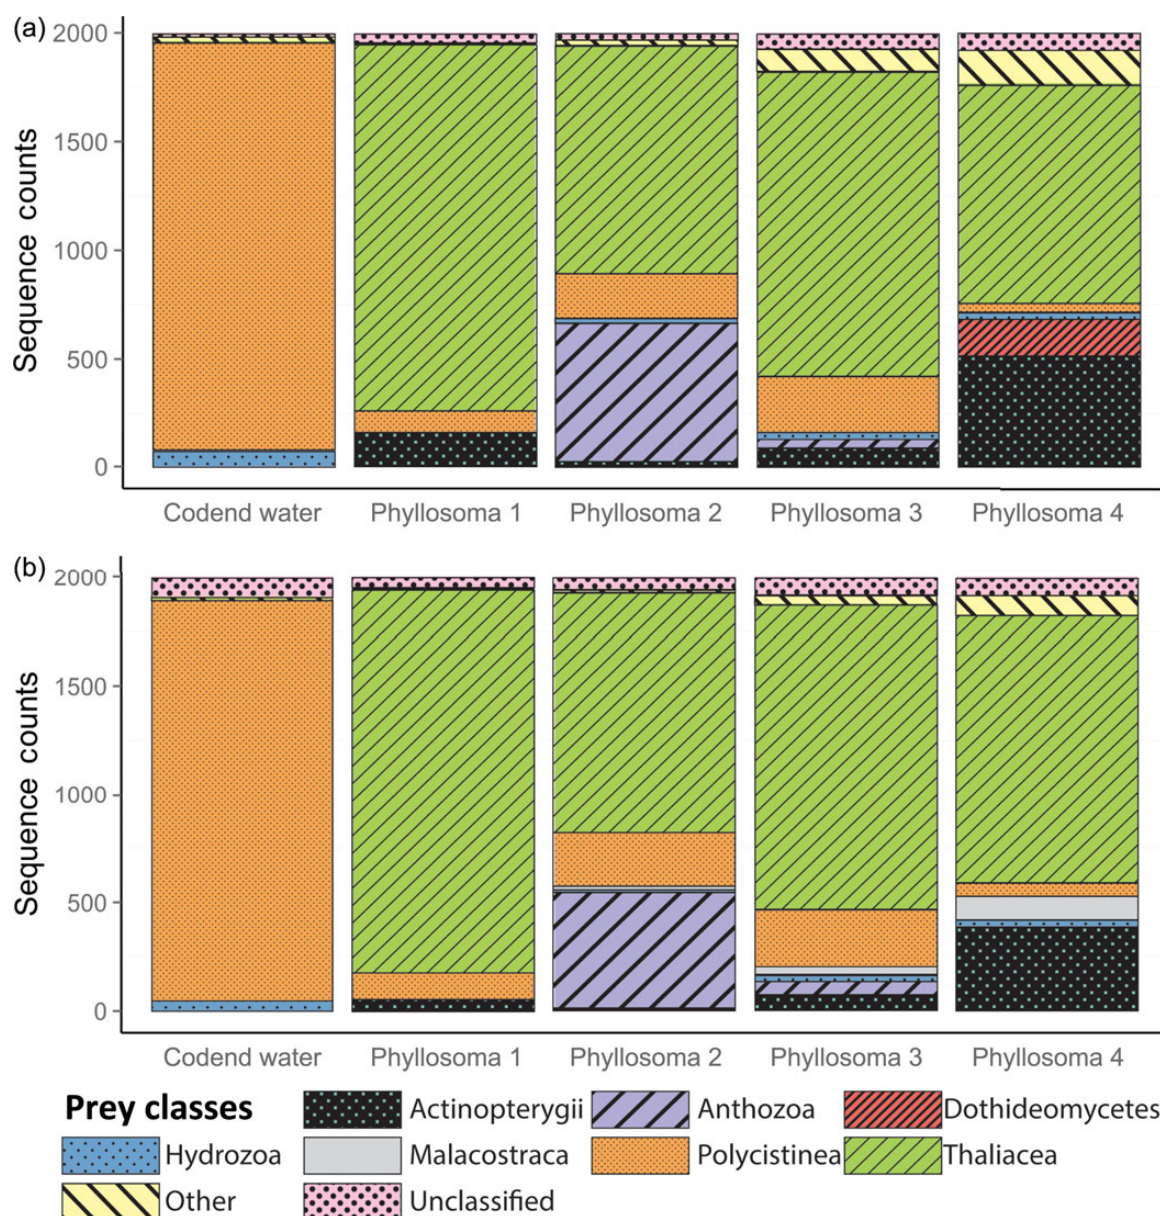 (a)
Sequence counts
2000
1500
1000
500
0
Codend water Phyllosoma 1 Phyllosoma 2 Phyllosoma 3 Phyllosoma 4
(b)
Sequence counts
2000
1500
1000
500
0
Codend water Phyllosoma 1 Phyllosoma 2 Phyllosoma 3 Phyllosoma 4
Prey classes Actinopterygii Anthozoa Dothideomycetes
Hydrozoa Malacostraca Polycistinea Thaliacea
Other Unclassified